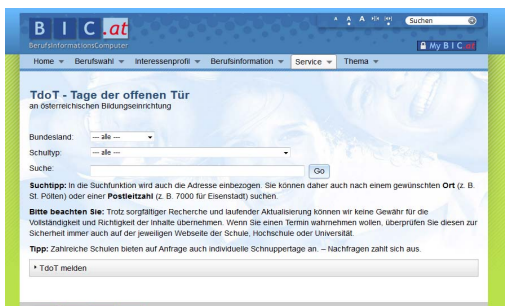 A A A
Suchen
B I C .at
BerufsInformationsComputer
My B I C .at
Home Berufswahl Interessenprofil Berufsinformation Service Thema
TdoT - Tage der offenen Tür
an österreichischen Bildungseinrichtung
Bundesland: --- alle ---
Schultyp: --- alle ---
Suche: Go
Suchtipp: In die Suchfunktion wird auch die Adresse einbezogen. Sie können daher auch nach einem gewünschten Ort (z. B.
St. Pölten) oder einer Postleitzahl (z. B. 7000 für Eisenstadt) suchen.
Bitte beachten Sie: Trotz sorgfältiger Recherche und laufender Aktualisierung können wir keine Gewähr für die
Vollständigkeit und Richtigkeit der Inhalte übernehmen. Wenn Sie einen Termin wahrnehmen wollen, überprüfen Sie diesen zur
Sicherheit immer auch auf der jeweiligen Webseite der Schule, Hochschule oder Universität.
Tipp: Zahlreiche Schulen bieten auf Anfrage auch individuelle Schnuppertage an. – Nachfragen zahlt sich aus.
TdoT melden